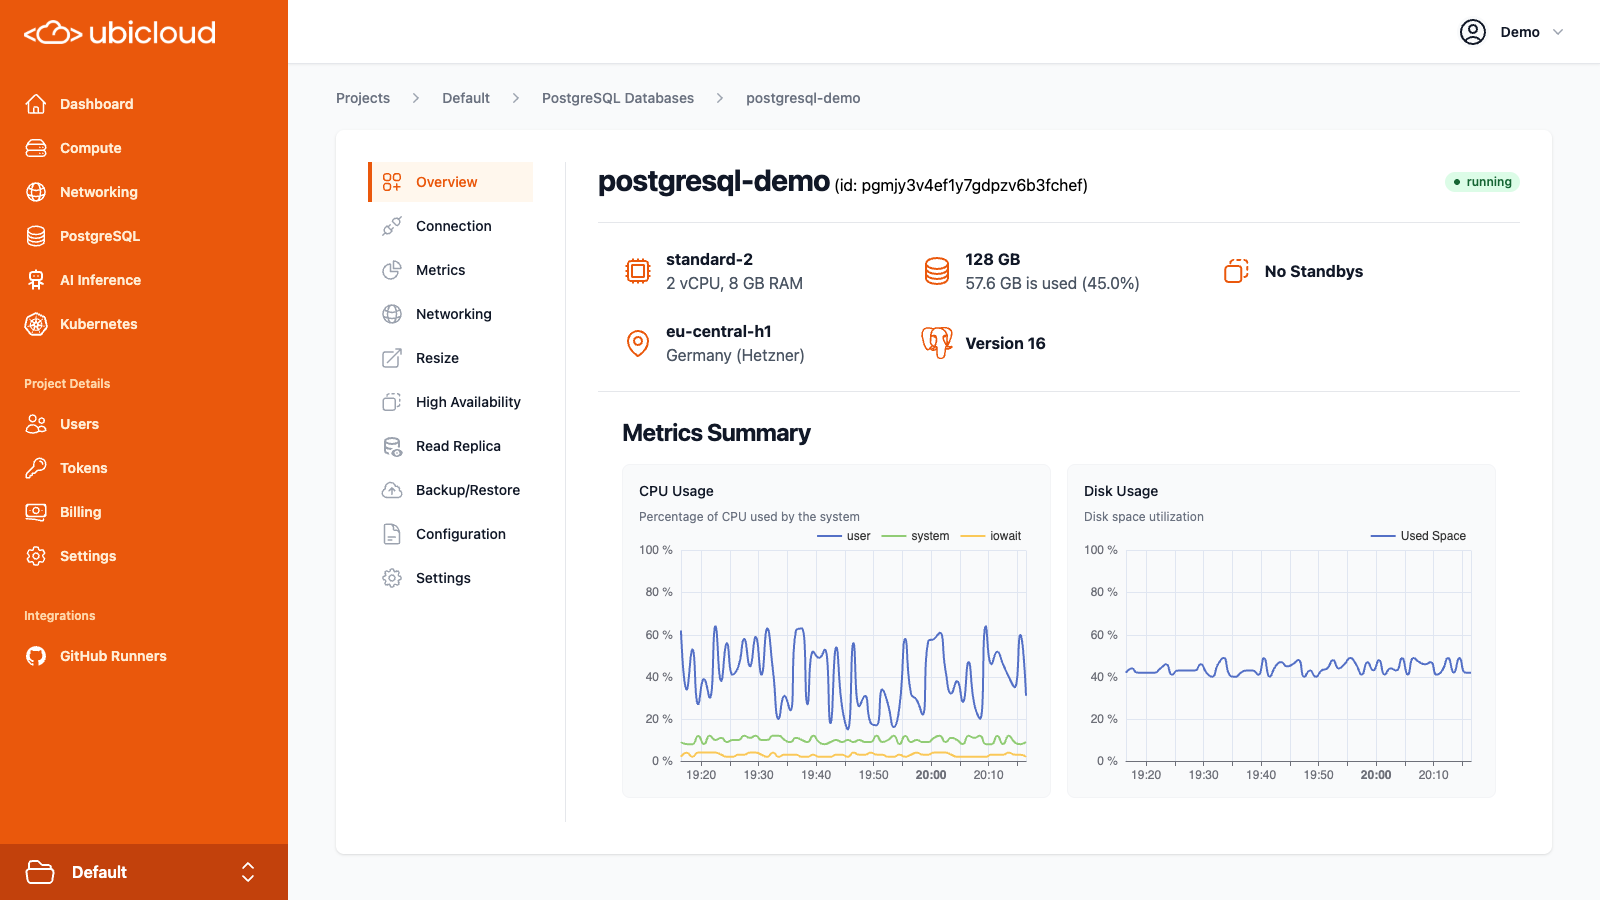 ubicloud
Demo
Dashboard
Compute
Networking
PostgreSQL
AI Inference
Kubernetes
Project Details
Users
Tokens
Billing
Settings
Integrations
GitHub Runners
Default
Projects > Default > PostgreSQL Databases > postgresql-demo
Overview
Connection
Metrics
Networking
Resize
High Availability
Read Replica
Backup/Restore
Configuration
Settings
postgresql-demo (id: pgmjy3v4ef1y7gdpzv6b3fchef)
running
standard-2
2 vCPU, 8 GB RAM
128 GB
57.6 GB is used (45.0%)
No Standbys
eu-central-h1
Germany (Hetzner)
Version 16
Metrics Summary
CPU Usage
Percentage of CPU used by the system
user system iowait
100 %
80 %
60 %
40 %
20 %
0 %
19:20 19:30 19:40 19:50 20:00 20:10
Disk Usage
Disk space utilization
Used Space
100 %
80 %
60 %
40 %
20 %
0 %
19:20 19:30 19:40 19:50 20:00 20:10